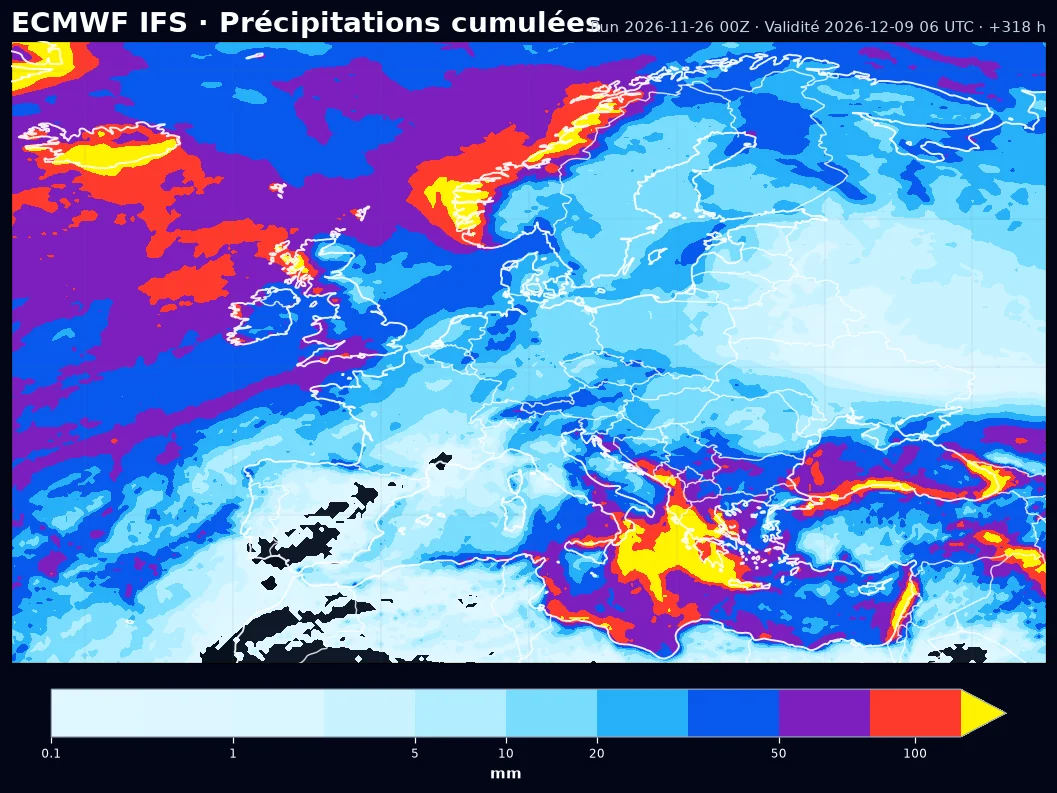 ECMWF IFS · Précipitations cumulées
Run 2026-11-26 00Z · Validité 2026-12-09 06 UTC · +318 h
0.1 1 5 10 20 50 100
mm